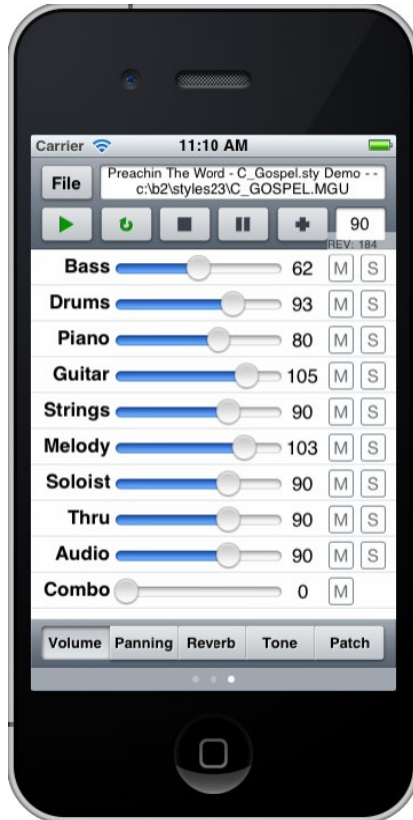 Carrier 11:10 AM
File
Preachin The Word - C_Gospel.sty Demo - -
c:\b2\styles23\C_GOSPEL.MGU
90
REV: 184
Bass 62 M S
Drums 93 M S
Piano 80 M S
Guitar 105 M S
Strings 90 M S
Melody 103 M S
Soloist 90 M S
Thru 90 M S
Audio 90 M S
Combo 0 M
Volume Panning Reverb Tone Patch